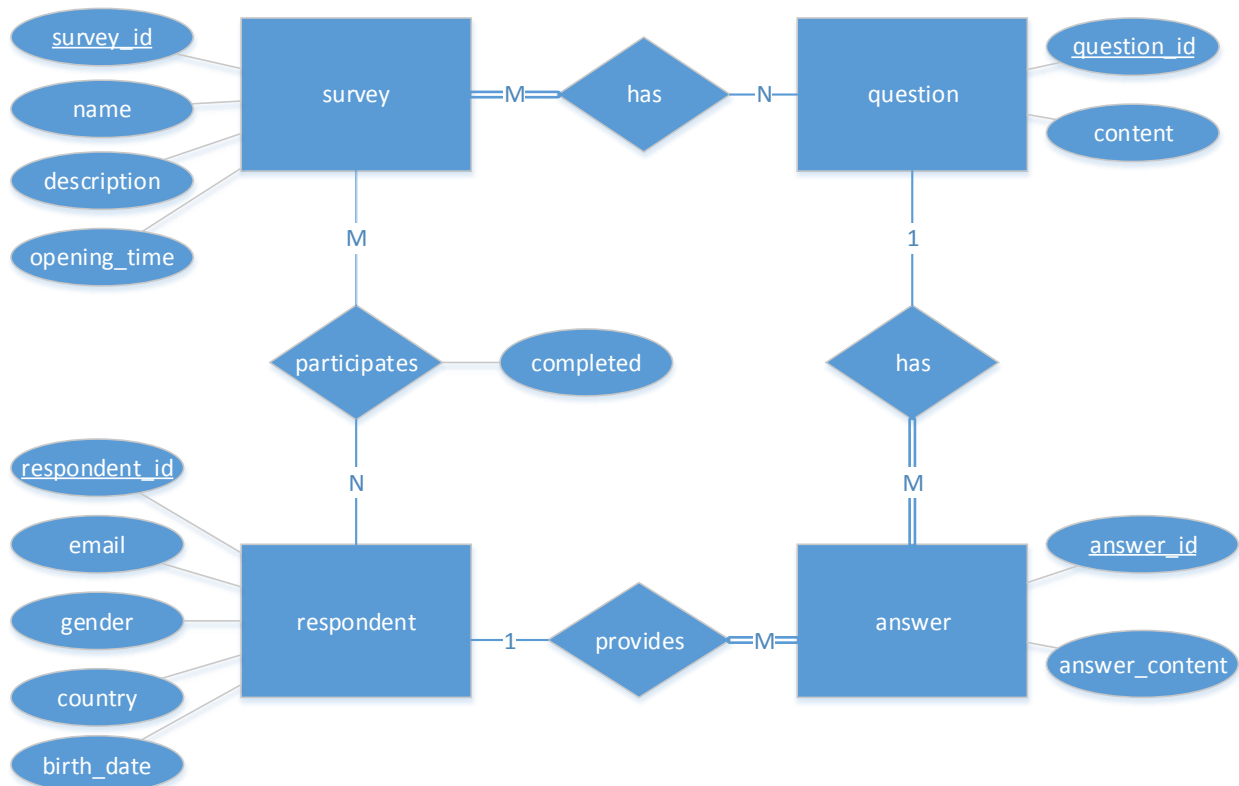 survey_id
name
description
opening_time
survey
M
has
N
question
question_id
content
M
participates
completed
N
1
has
M
respondent_id
email
gender
country
birth_date
respondent
1
provides
M
answer
answer_id
answer_content